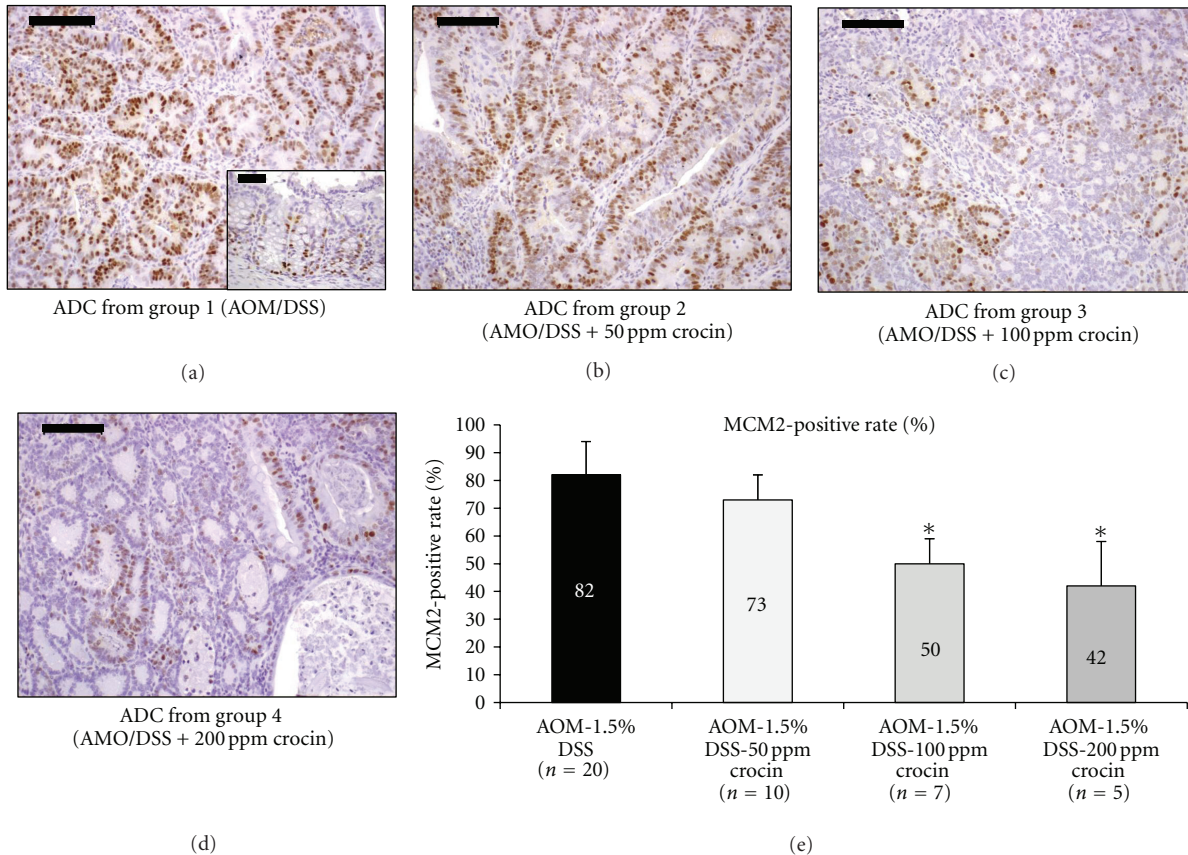 ADC from group 1 (AOM/DSS)
(a)
ADC from group 2
(AMO/DSS + 50 ppm crocin)
(b)
ADC from group 3
(AMO/DSS + 100 ppm crocin)
(c)
ADC from group 4
(AMO/DSS + 200 ppm crocin)
(d)
MCM2-positive rate (%)
MCM2-positive rate (%)
100
90
80
70
60
50
40
30
20
10
0
82
73
50
42
*
*
AOM-1.5%
DSS
(n = 20)
AOM-1.5%
DSS-50 ppm
crocin
(n = 10)
AOM-1.5%
DSS-100 ppm
crocin
(n = 7)
AOM-1.5%
DSS-200 ppm
crocin
(n = 5)
(e)